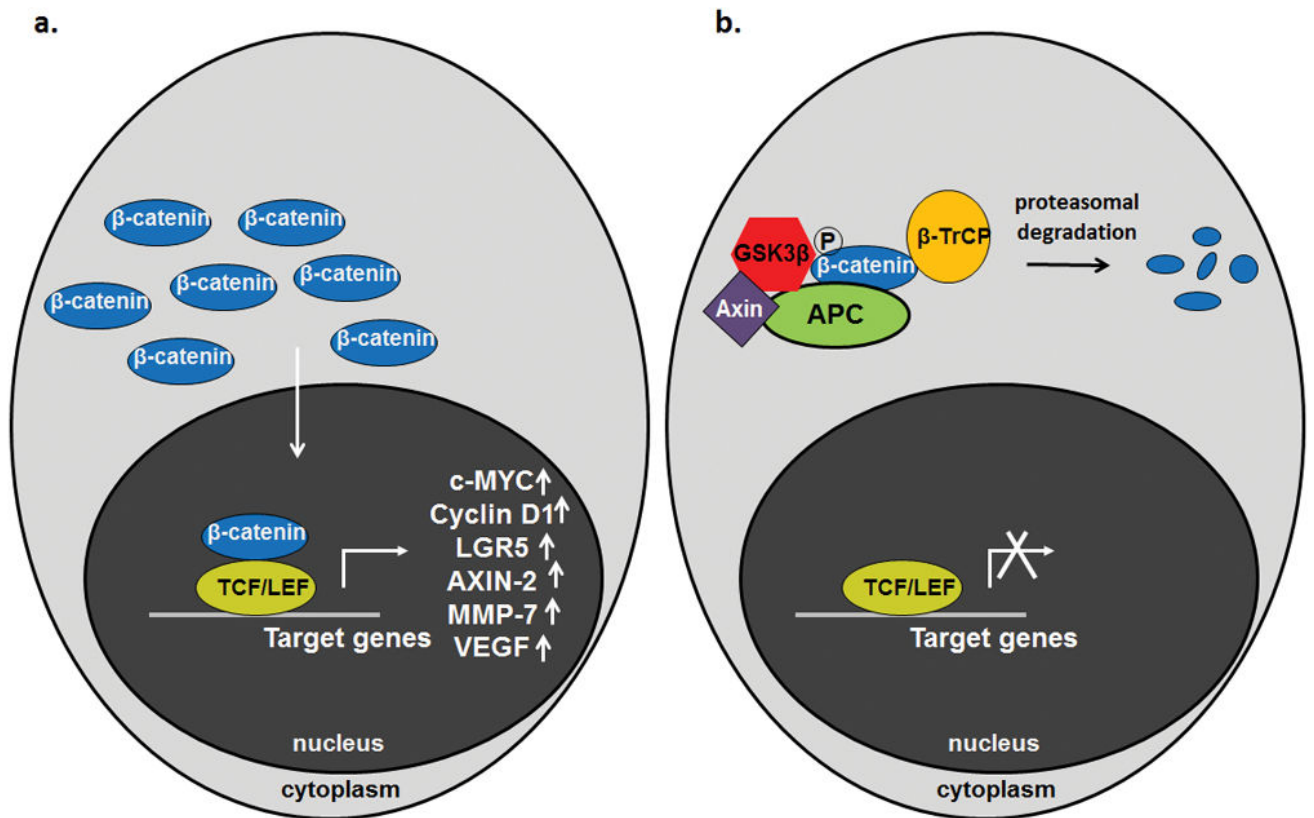 a.
β-catenin
β-catenin
β-catenin
β-catenin
β-catenin
β-catenin
β-catenin
β-catenin
TCF/LEF
Target genes
c-MYC↑
Cyclin D1↑
LGR5 ↑
AXIN-2 ↑
MMP-7 ↑
VEGF ↑
nucleus
cytoplasm
b.
GSK3β
P
β-catenin
β-TrCP
Axin
APC
proteasomal
degradation
TCF/LEF
Target genes
nucleus
cytoplasm